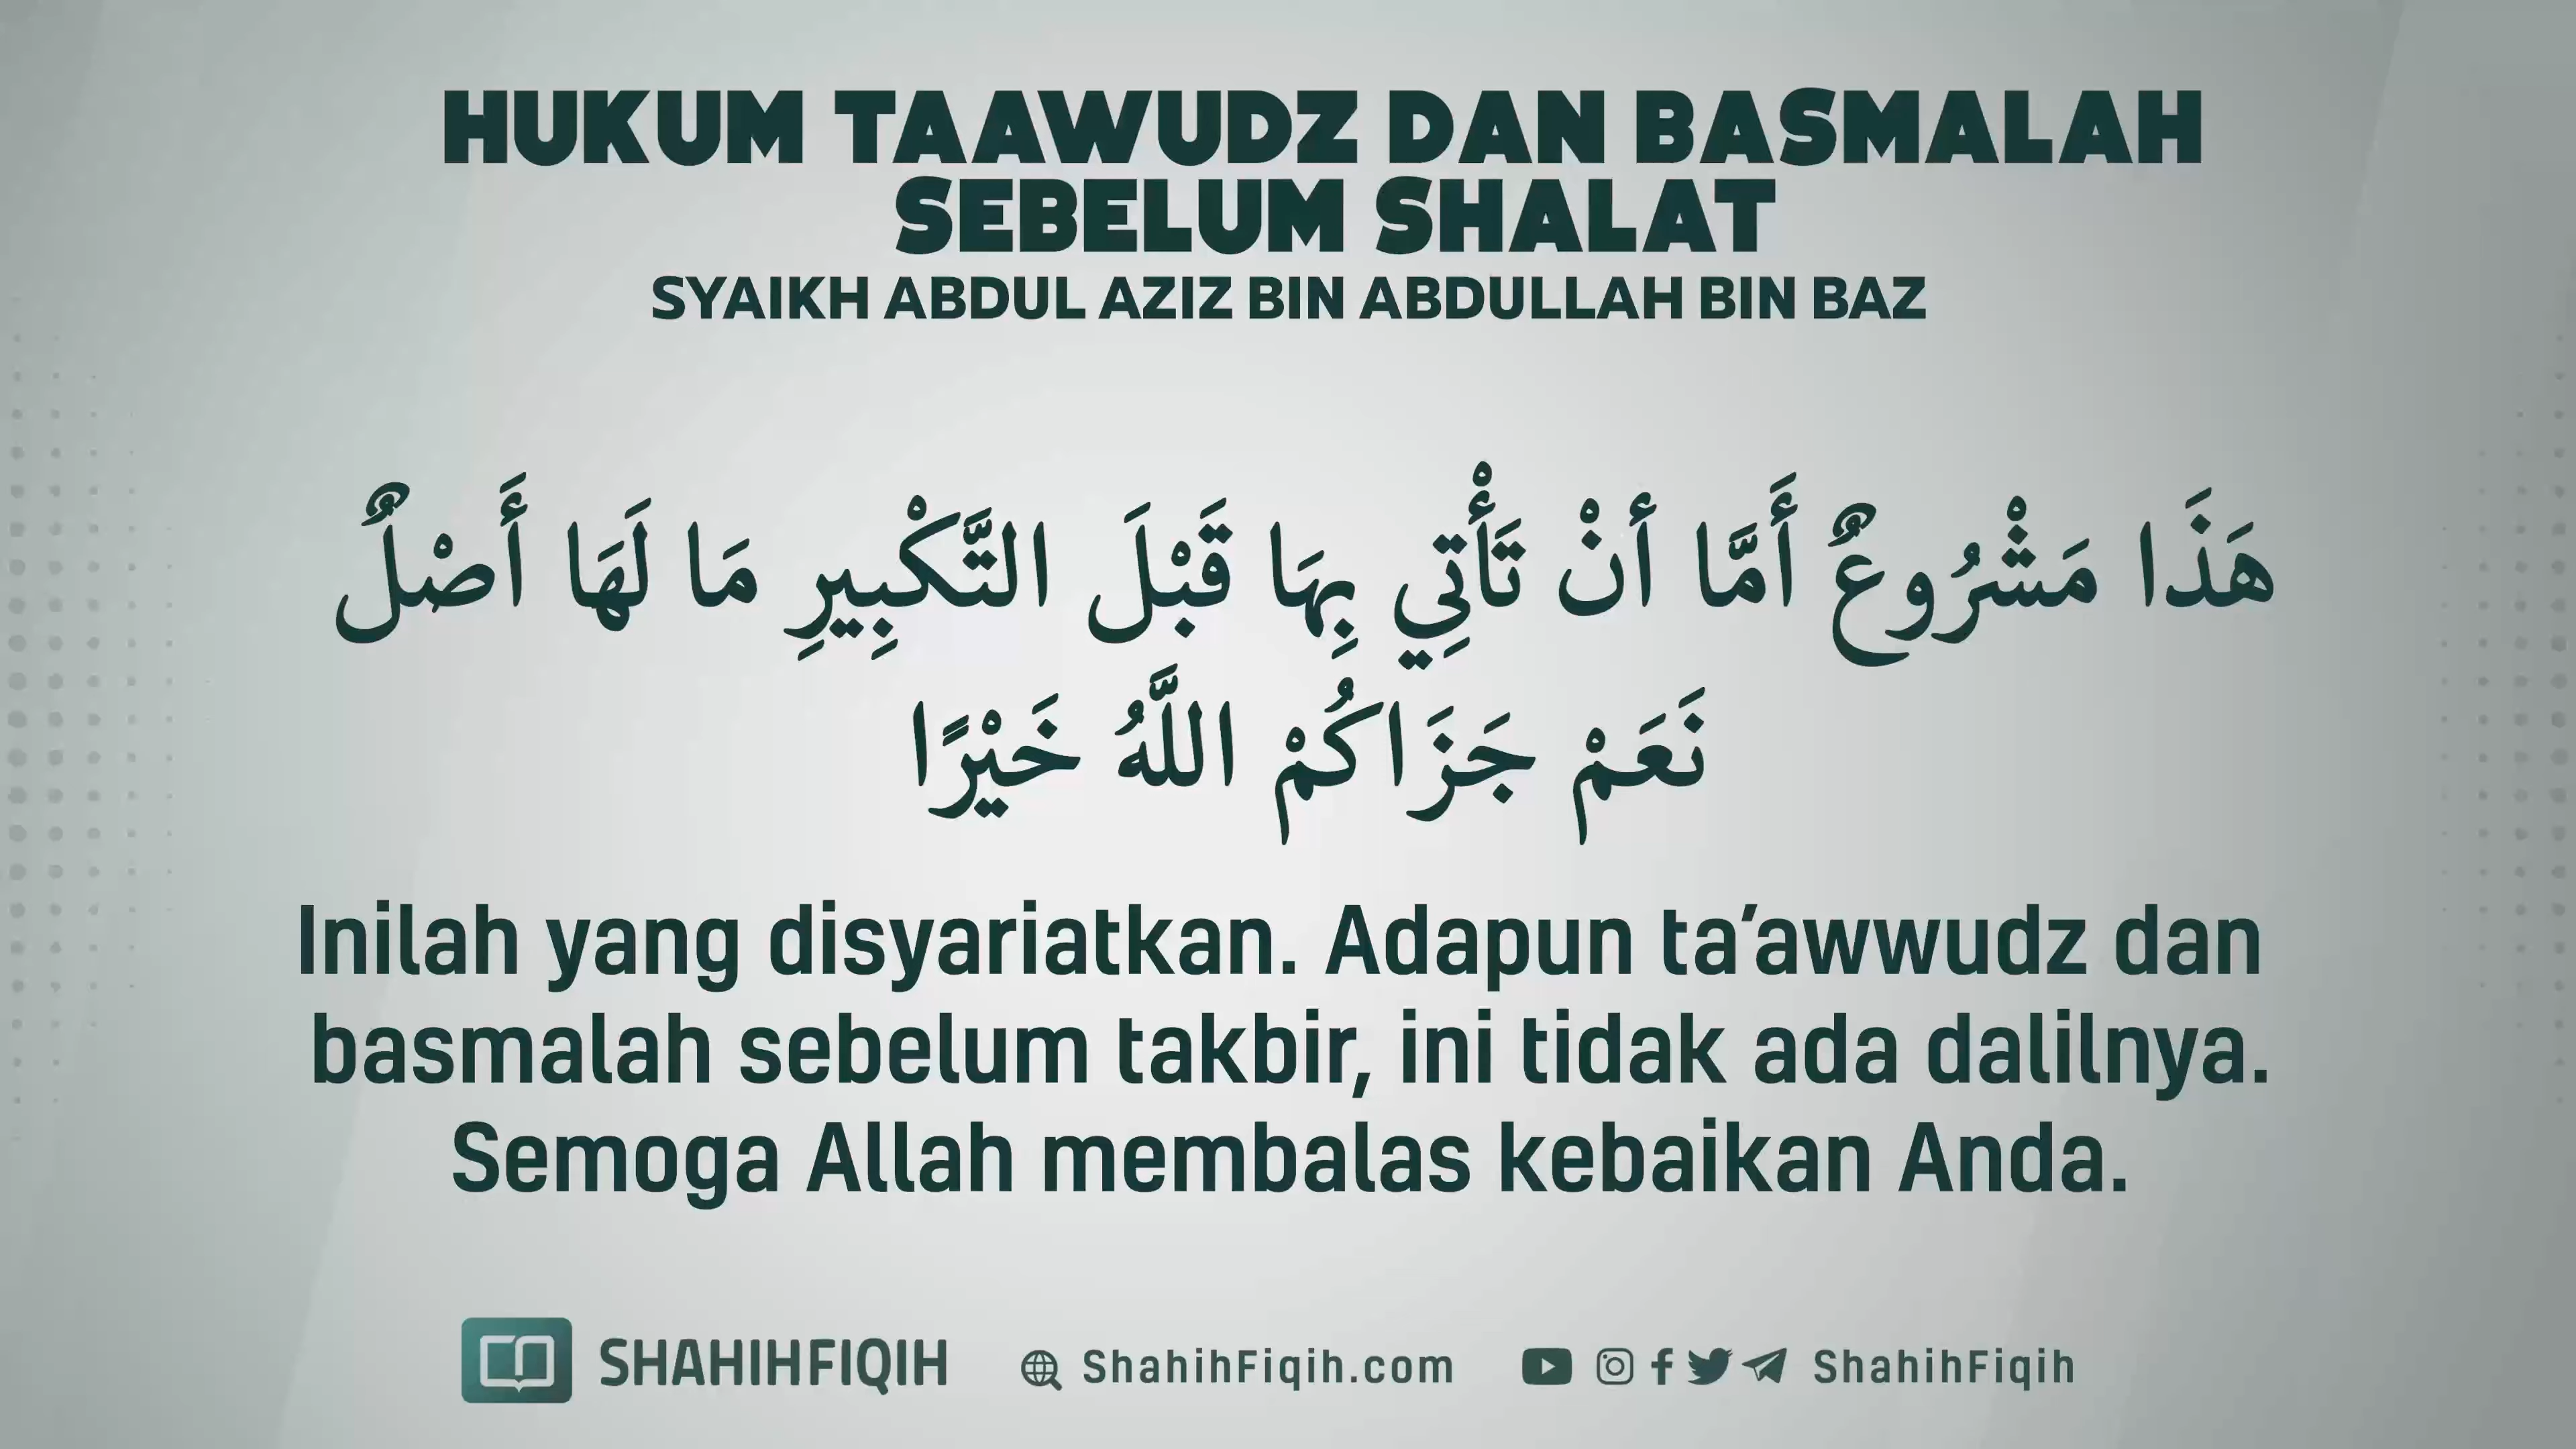 HUKUM TAAWUDZ DAN BASMALAH
SEBELUM SHALAT
SYAIKH ABDUL AZIZ BIN ABDULLAH BIN BAZ
هَذَا مَشْرُوعٌ أَمَّا أَنْ تَأْتِي بِهَا قَبْلَ التَّكْبِيرِ مَا لَهَا أَصْلٌ
نَعَمْ جَزَاكُمْ اللَّهُ خَيْرًا
Inilah yang disyariatkan. Adapun ta’awwudz dan
basmalah sebelum takbir, ini tidak ada dalilnya.
Semoga Allah membalas kebaikan Anda.
SHAHIHFIQIH ShahihFiqih.com ShahihFiqih